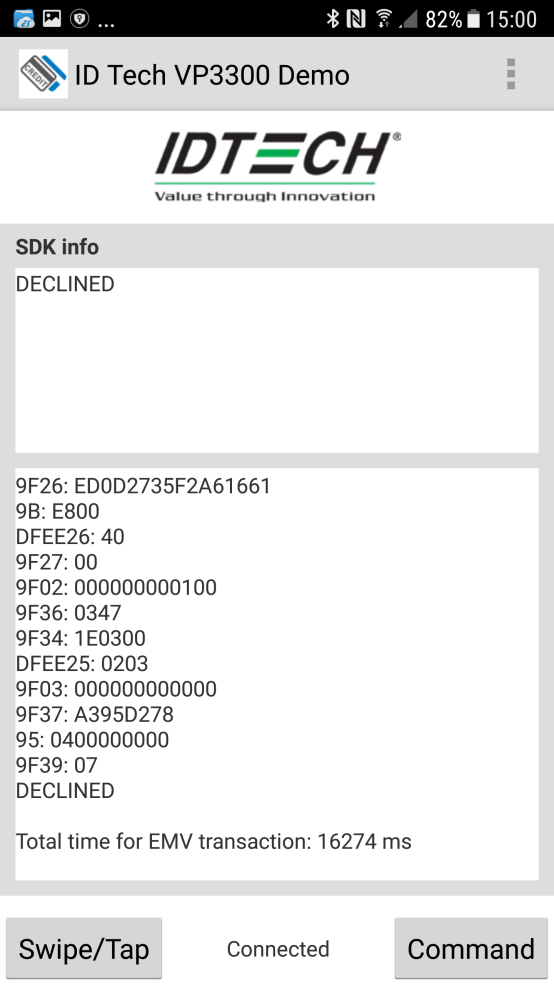 ... 82% 15:00
CREDIT
ID Tech VP3300 Demo
IDTECH®
Value through Innovation
SDK info
DECLINED
9F26: ED0D2735F2A61661
9B: E800
DFEE26: 40
9F27: 00
9F02: 000000000100
9F36: 0347
9F34: 1E0300
DFEE25: 0203
9F03: 000000000000
9F37: A395D278
95: 0400000000
9F39: 07
DECLINED
Total time for EMV transaction: 16274 ms
Swipe/Tap
Connected
Command